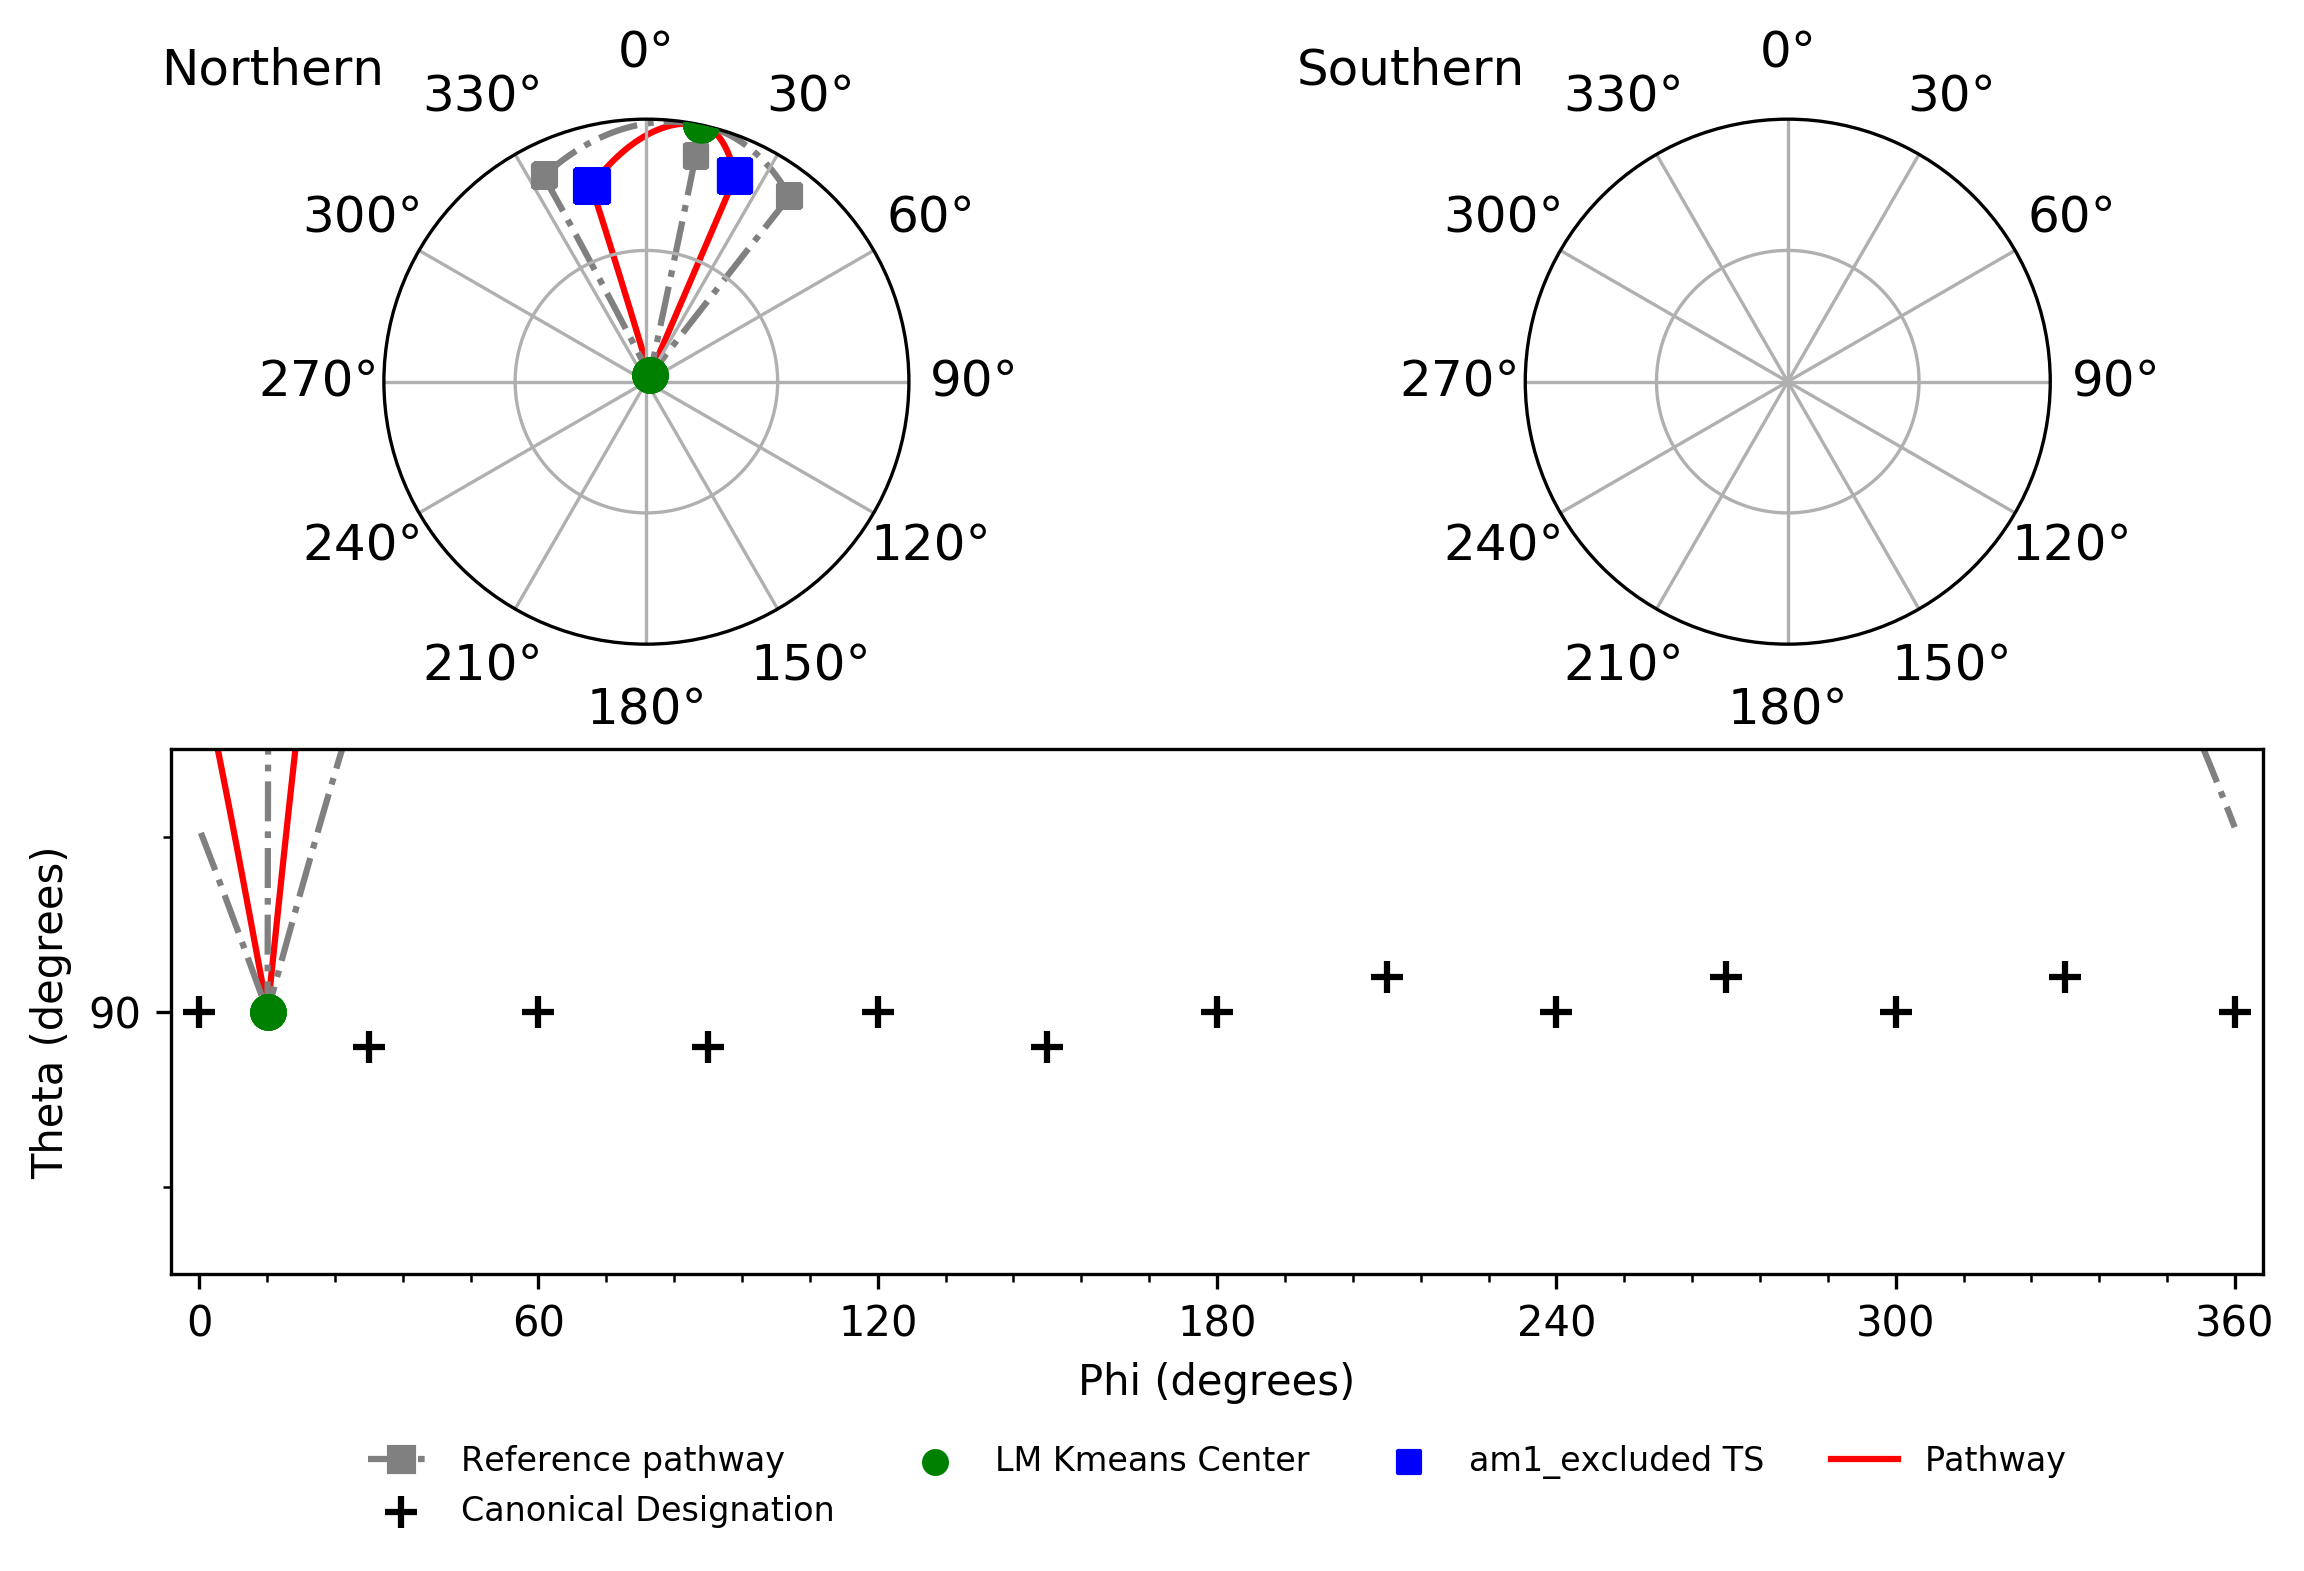 Northern
0°
330°
30°
300°
60°
270°
90°
240°
120°
210°
150°
180°
Southern
0°
330°
30°
300°
60°
270°
90°
240°
120°
210°
150°
180°
Theta (degrees)
90
0 60 120 180 240 300 360
Phi (degrees)
Reference pathway
Canonical Designation
LM Kmeans Center
am1_excluded TS
Pathway